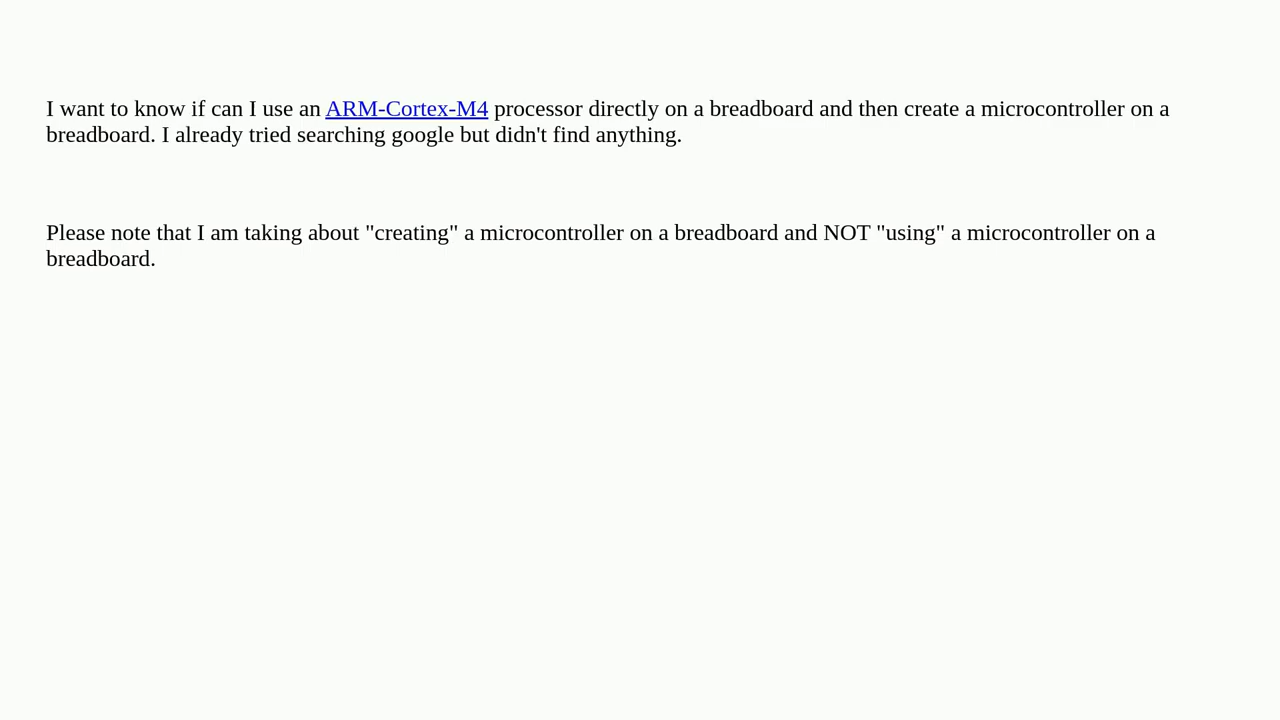 I want to know if can I use an ARM-Cortex-M4 processor directly on a breadboard and then create a microcontroller on a
breadboard. I already tried searching google but didn't find anything.
Please note that I am taking about "creating" a microcontroller on a breadboard and NOT "using" a microcontroller on a
breadboard.